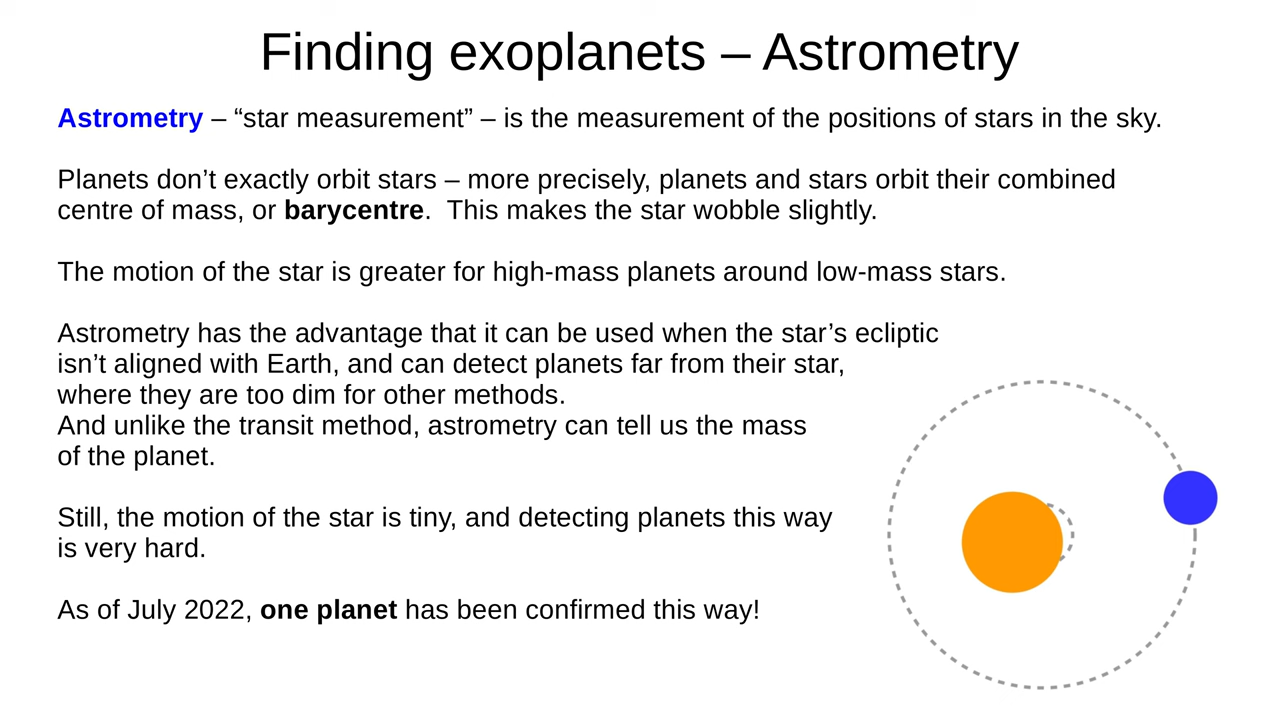 Finding exoplanets – Astrometry
Astrometry – “star measurement” – is the measurement of the positions of stars in the sky.
Planets don’t exactly orbit stars – more precisely, planets and stars orbit their combined
centre of mass, or barycentre.  This makes the star wobble slightly.
The motion of the star is greater for high-mass planets around low-mass stars.
Astrometry has the advantage that it can be used when the star’s ecliptic
isn’t aligned with Earth, and can detect planets far from their star,
where they are too dim for other methods.
And unlike the transit method, astrometry can tell us the mass
of the planet.
Still, the motion of the star is tiny, and detecting planets this way
is very hard.
As of July 2022, one planet has been confirmed this way!